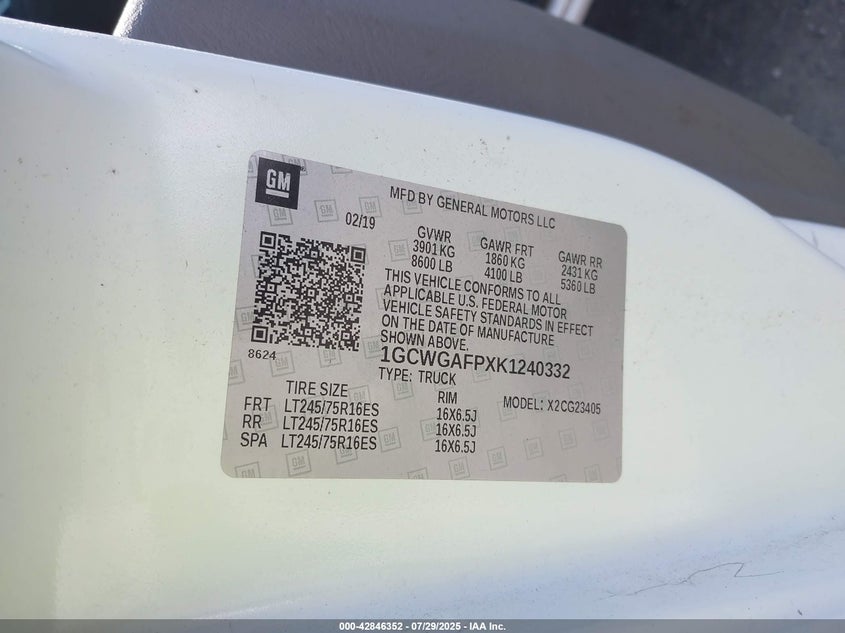 GM
MFD BY GENERAL MOTORS LLC
02/19
GVWR GAWR FRT GAWR RR
3901 KG 1860 KG 2431 KG
8600 LB 4100 LB 5360 LB
THIS VEHICLE CONFORMS TO ALL
APPLICABLE U.S. FEDERAL MOTOR
VEHICLE SAFETY STANDARDS IN EFFECT
ON THE DATE OF MANUFACTURE
SHOWN ABOVE.
8624
1GCWGAFPXK1240332
TYPE: TRUCK
TIRE SIZE RIM MODEL: X2CG23405
FRT LT245/75R16ES 16X6.5J
RR LT245/75R16ES 16X6.5J
SPA LT245/75R16ES 16X6.5J
000-42846352 | 07/29/2025 - IAA Inc.